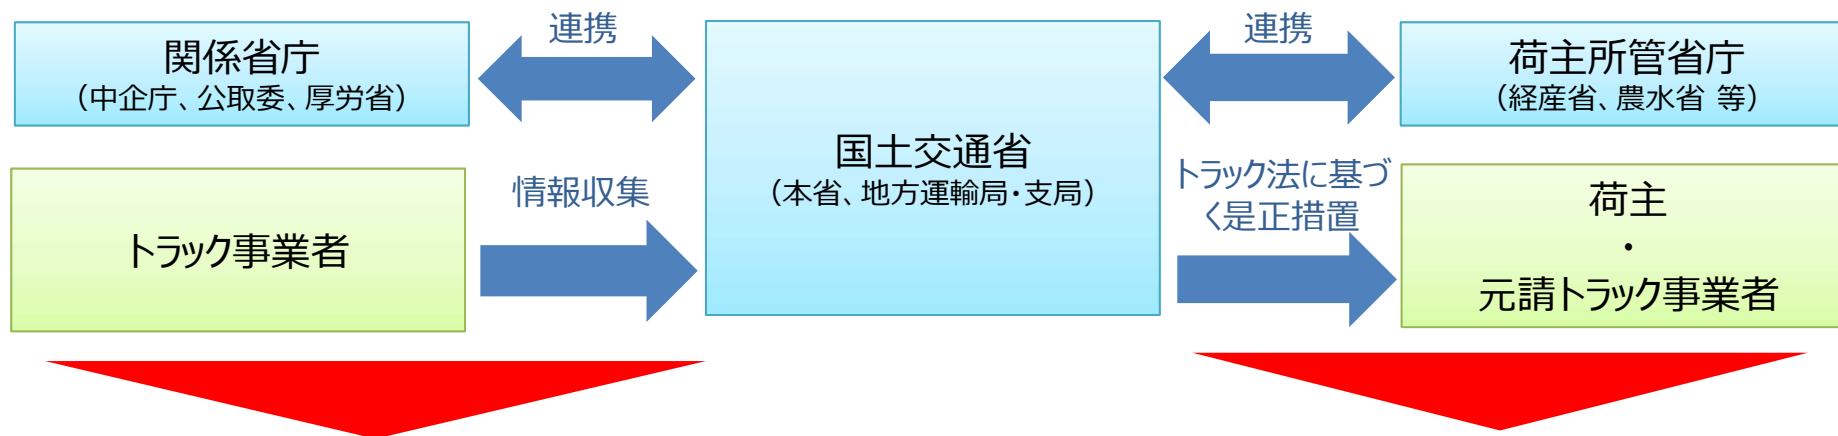 関係省庁
（中企庁、公取委、厚労省）
連携
国土交通省
（本省、地方運輸局・支局）
連携
荷主所管省庁
（経産省、農水省 等）
トラック事業者
情報収集
トラック法に基づ
く是正措置
荷主
・
元請トラック事業者